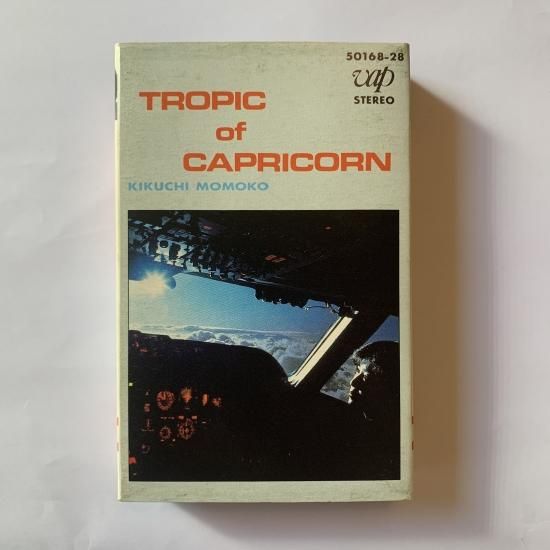 50168-28
vap
STEREO
TROPIC
of
CAPRICORN
KIKUCHI MOMOKO